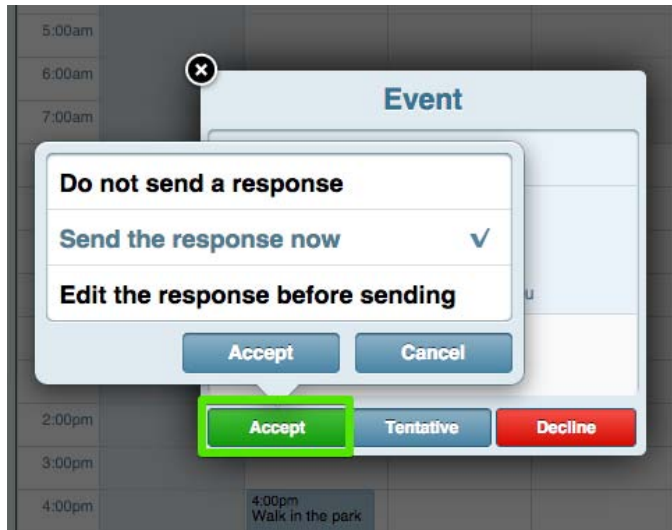 5:00am
6:00am
7:00am
Event
Do not send a response
Send the response now
Edit the response before sending
u
Accept Cancel
Accept Tentative Decline
2:00pm
3:00pm
4:00pm
4:00pm
Walk in the park